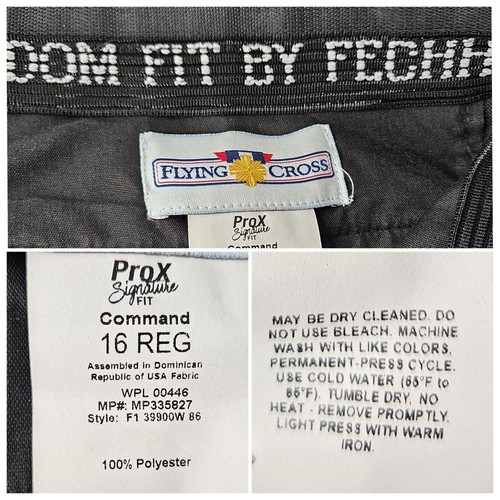 OOM FIT BY FECHH
FLYING CROSS
ProX
Signature
FIT
Command
ProX
Signature
FIT
Command
16 REG
Assembled in Dominican
Republic of USA Fabric
WPL 00446
MP#: MP335827
Style: F1 39900W 86
100% Polyester
MAY BE DRY CLEANED. DO
NOT USE BLEACH. MACHINE
WASH WITH LIKE COLORS,
PERMANENT-PRESS CYCLE.
USE COLD WATER (65°F to
85°F). TUMBLE DRY, NO
HEAT - REMOVE PROMPTLY.
LIGHT PRESS WITH WARM
IRON.